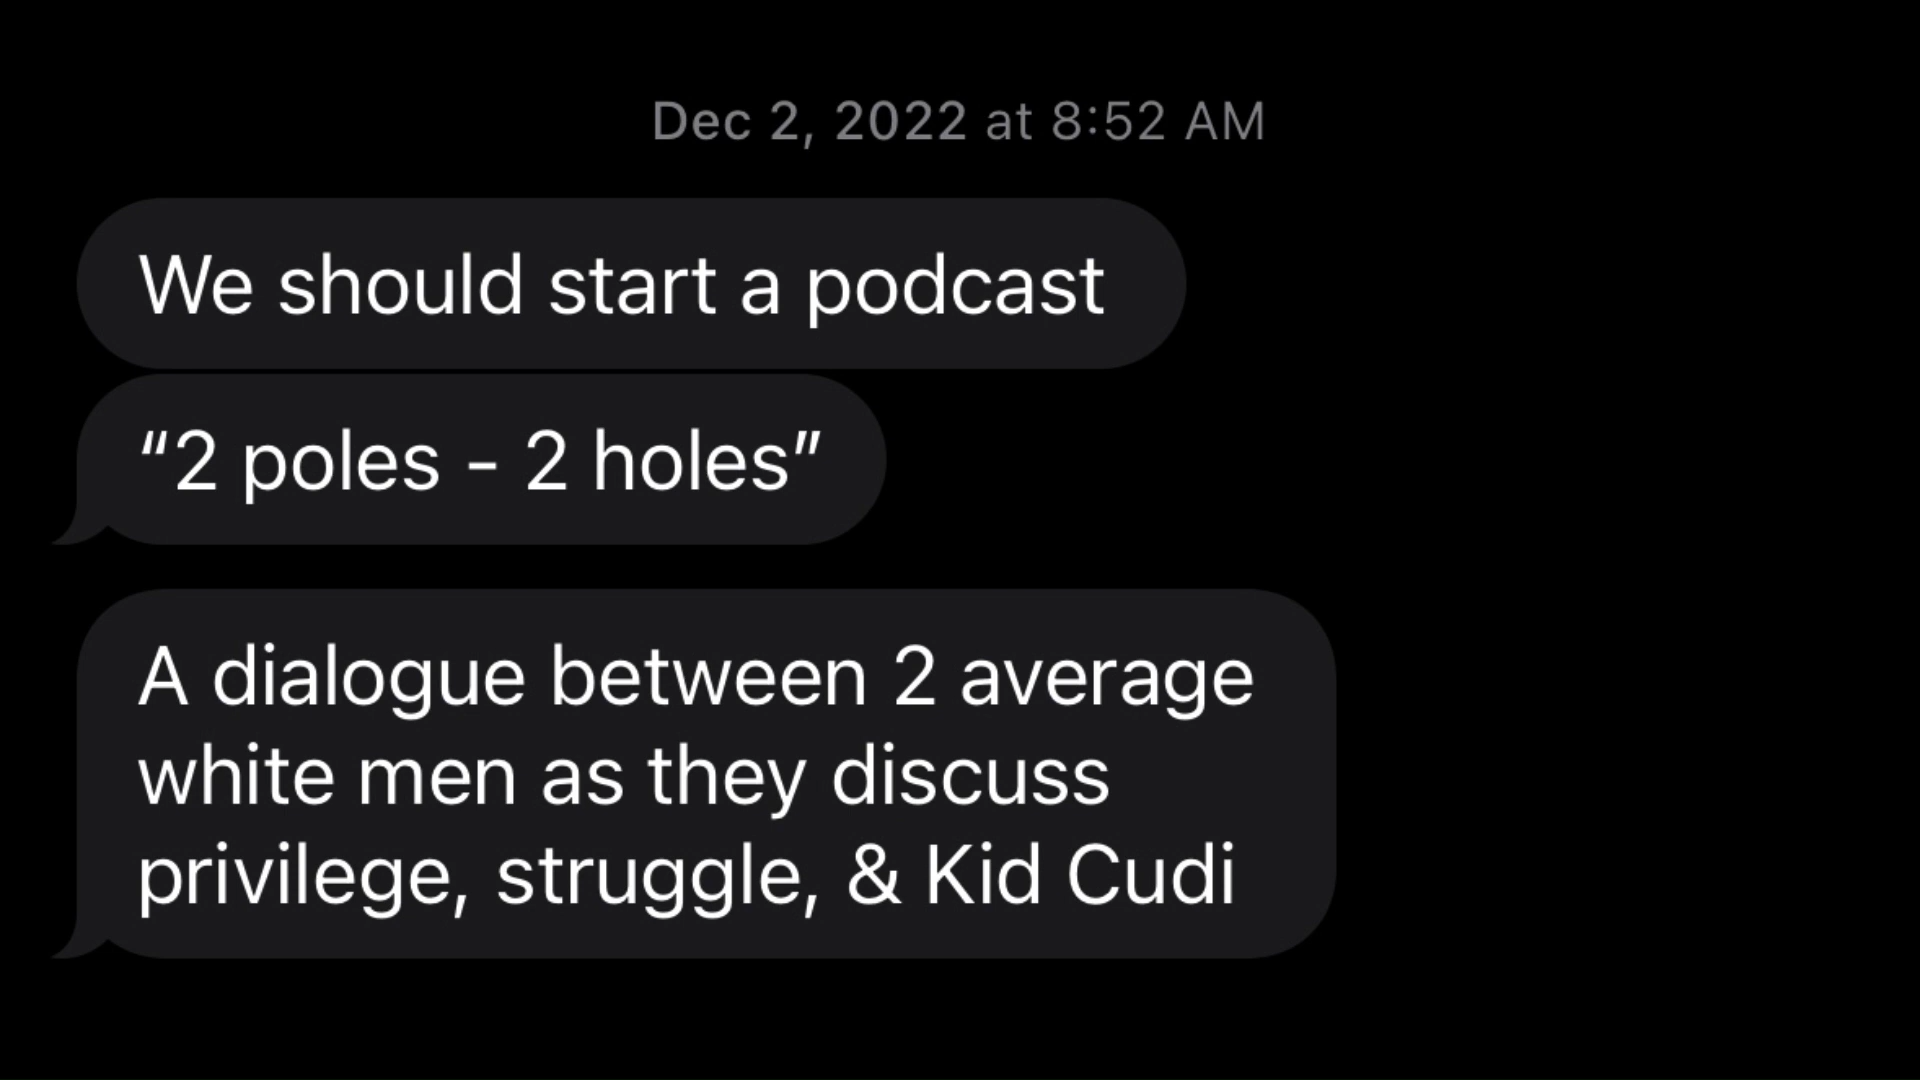 Dec 2, 2022 at 8:52 AM
We should start a podcast
“2 poles - 2 holes”
A dialogue between 2 average
white men as they discuss
privilege, struggle, & Kid Cudi